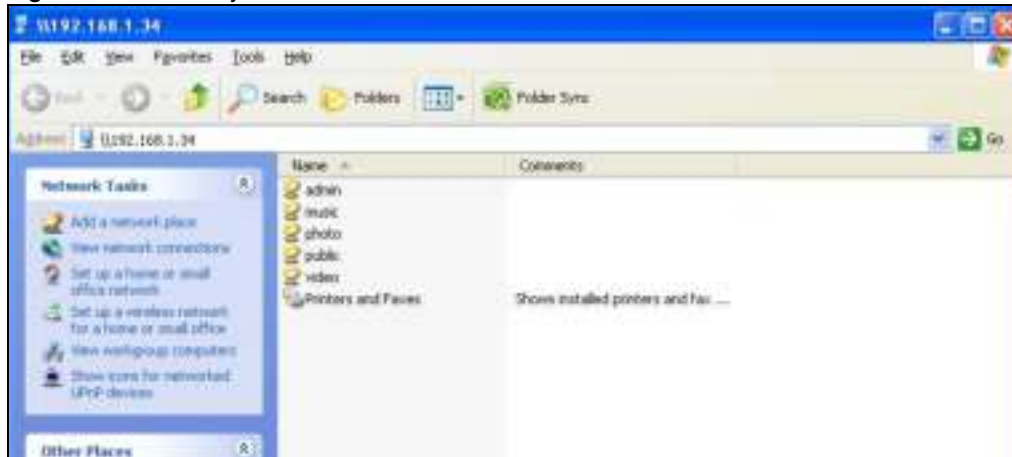 \\192.168.1.34
File Edit View Favorites Tools Help
Back Search Folders Folder Sync
Address \\192.168.1.34 Go
Name Comments
Network Tasks
Add a network place
View network connections
Set up a home or small
office network
Set up a wireless network
for a home or small office
View workgroup computers
Show icons for networked
UPnP devices
Other Places
admin
music
photo
public
video
Printers and Faxes Shows installed printers and fax ....